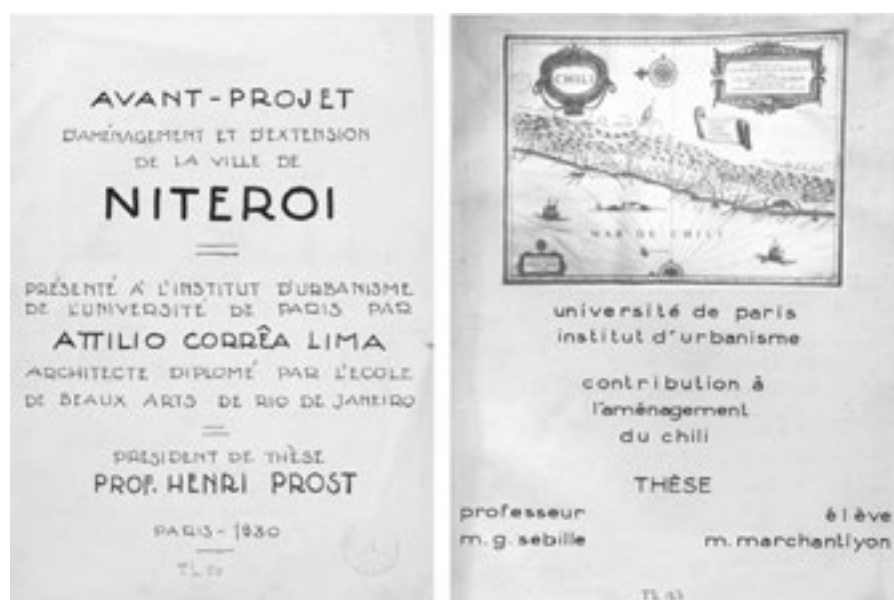 AVANT-PROJET
D'AMÉNAGEMENT ET D'EXTENSION
DE LA VILLE DE
NITEROI
PRÉSENTÉ À L'INSTITUT D'URBANISME
DE L'UNIVERSITÉ DE PARIS PAR
ATTILIO CORRÊA LIMA
ARCHITECTE DIPLOMÉ PAR L'ECOLE
DE BEAUX ARTS DE RIO DE JANEIRO
PRÉSIDENT DE THÈSE
PROF. HENRI PROST
PARIS - 1930
CHILI
MAR DE CHILI
université de paris
institut d'urbanisme
contribution à
l'aménagement
du chili
THÈSE
professeur élève
m. g. sebille m. marchantlyon